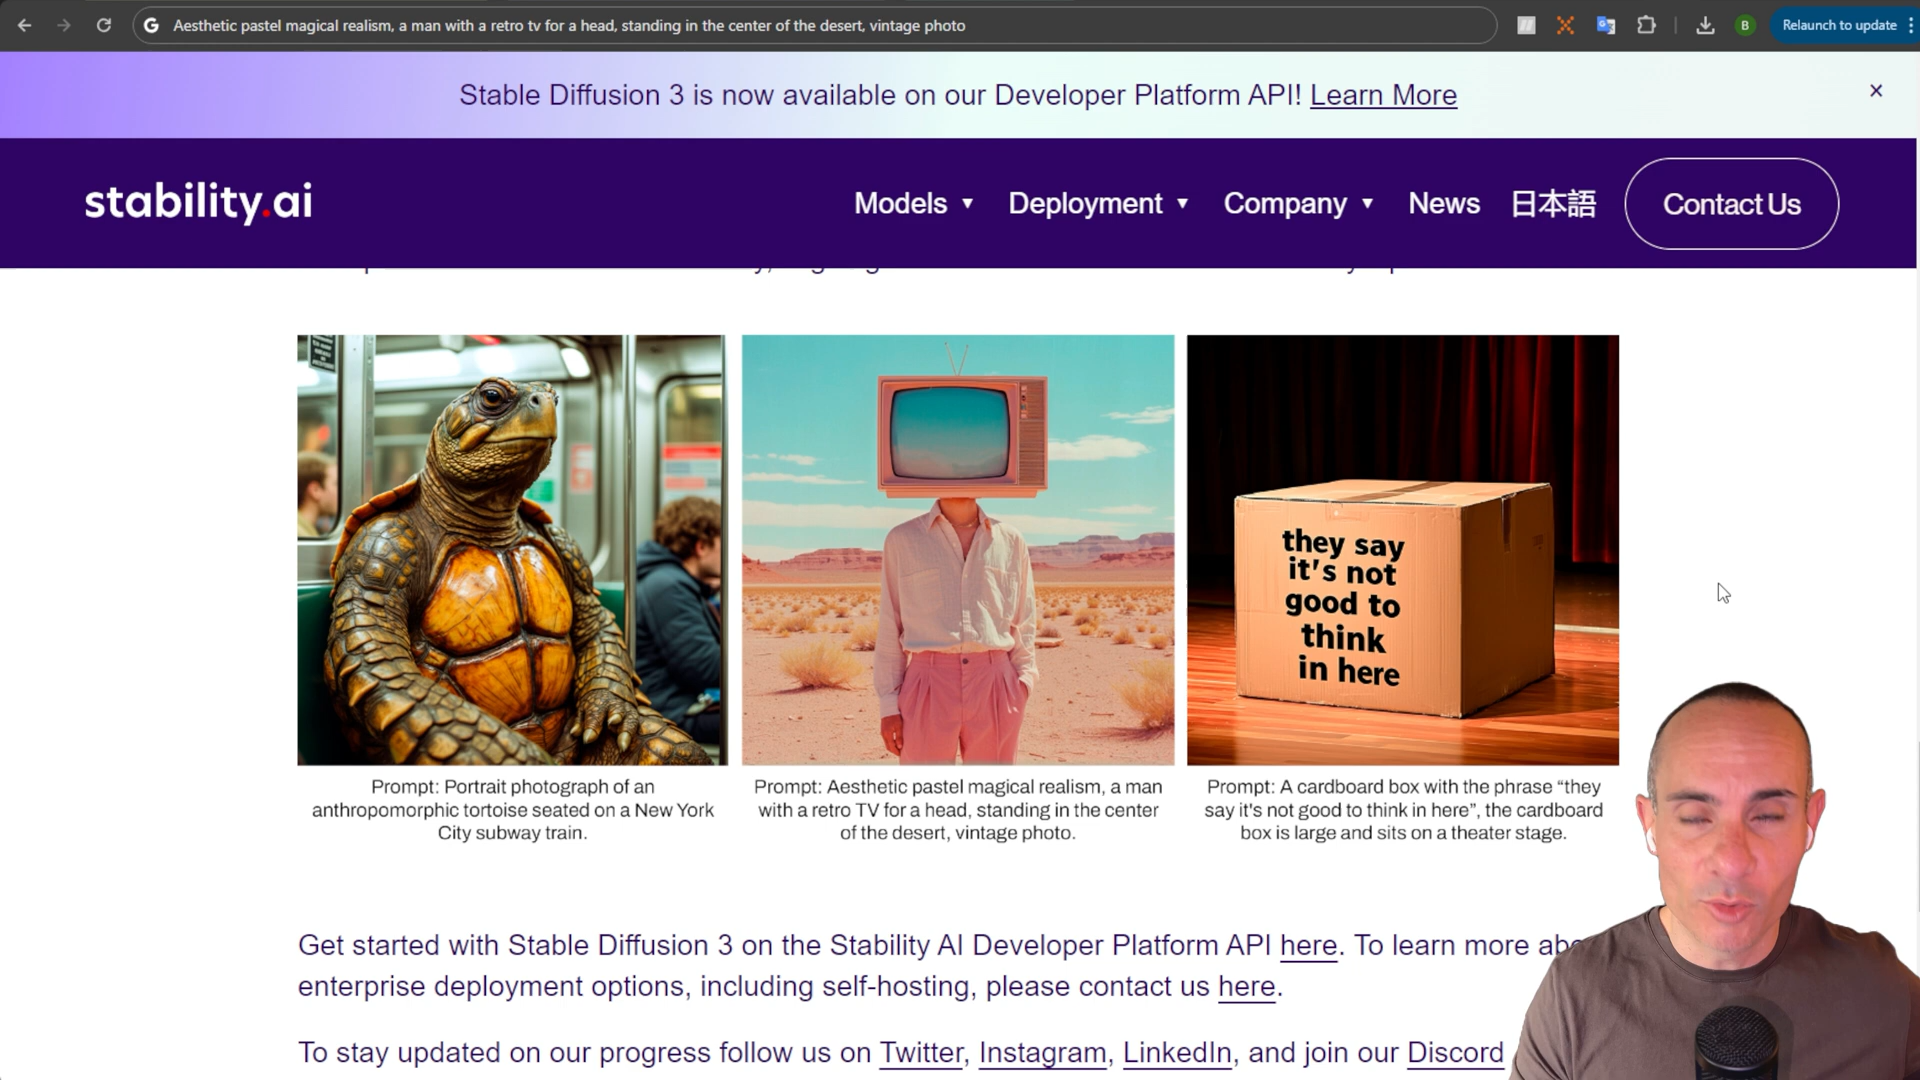 Aesthetic pastel magical realism, a man with a retro tv for a head, standing in the center of the desert, vintage photo
B
Relaunch to update
Stable Diffusion 3 is now available on our Developer Platform API! Learn More
×
stability.ai
Models
Deployment
Company
News
日本語
Contact Us
they say
it's not
good to
think
in here
Prompt: Portrait photograph of an
anthropomorphic tortoise seated on a New York
City subway train.
Prompt: Aesthetic pastel magical realism, a man
with a retro TV for a head, standing in the center
of the desert, vintage photo.
Prompt: A cardboard box with the phrase “they
say it's not good to think in here”, the cardboard
box is large and sits on a theater stage.
Get started with Stable Diffusion 3 on the Stability AI Developer Platform API here. To learn more
enterprise deployment options, including self-hosting, please contact us here.
To stay updated on our progress follow us on Twitter, Instagram, LinkedIn, and join our Discord